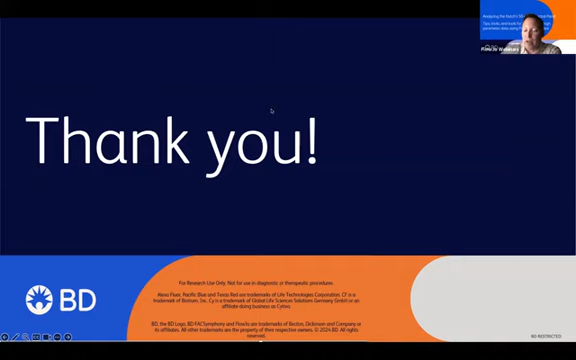 Thank you!
BD
For Research Use Only. Not for use in diagnostic or therapeutic procedures.
Alexa Fluor, Pacific Blue and Texas Red are trademarks of Life Technologies Corporation. CF is a
trademark of Biotium, Inc. Cy is a trademark of Global Life Sciences Solutions Germany GmbH or an
affiliate doing business as Cytiva.
BD, the BD Logo, BD FACSymphony and FlowJo are trademarks of Becton, Dickinson and Company or
its affiliates. All other trademarks are the property of their respective owners. © 2024 BD. All rights
reserved.
BD RESTRICTED